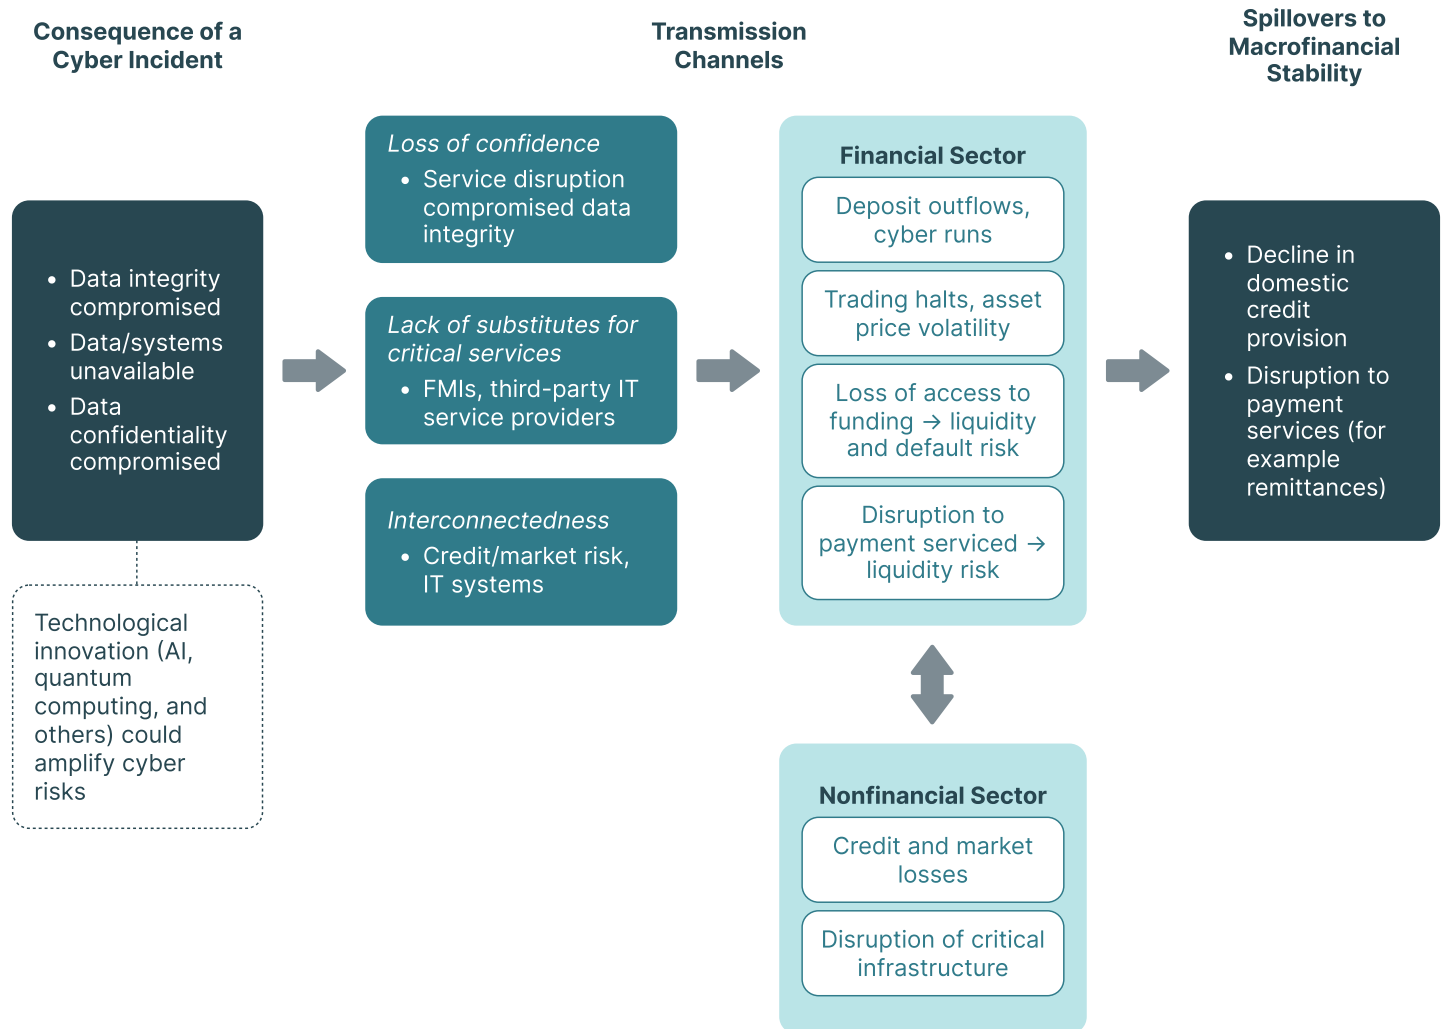 Consequence of a
Cyber Incident
Transmission
Channels
Spillovers to
Macrofinancial
Stability
• Data integrity
compromised
• Data/systems
unavailable
• Data
confidentiality
compromised
Technological
innovation (AI,
quantum
computing, and
others) could
amplify cyber
risks
Loss of confidence
• Service disruption
compromised data
integrity
Lack of substitutes for
critical services
• FMIs, third-party IT
service providers
Interconnectedness
• Credit/market risk,
IT systems
Financial Sector
Deposit outflows,
cyber runs
Trading halts, asset
price volatility
Loss of access to
funding → liquidity
and default risk
Disruption to
payment serviced →
liquidity risk
Nonfinancial Sector
Credit and market
losses
Disruption of critical
infrastructure
• Decline in
domestic
credit
provision
• Disruption to
payment
services (for
example
remittances)